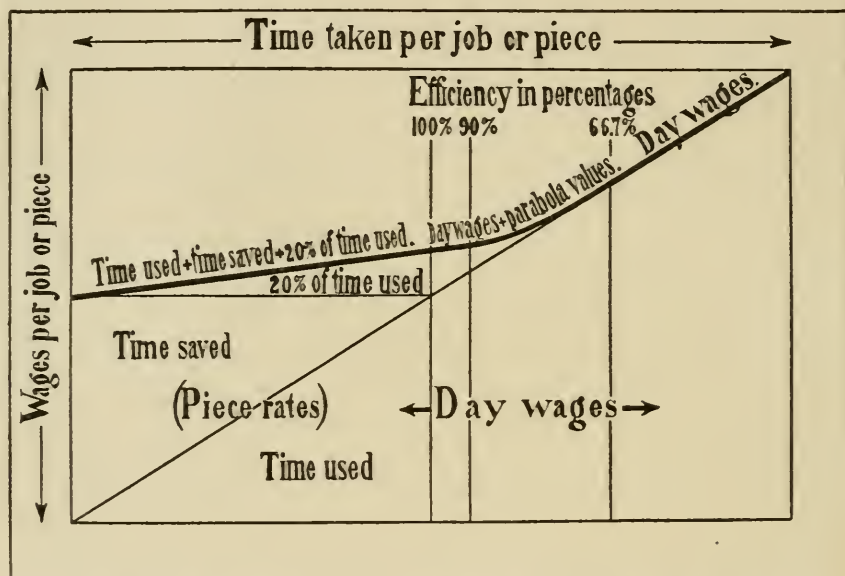 Time taken per job or piece
Wages per job or piece
Efficiency in percentages
100% 90% 66.7%
Day wages.
Day wages + parabola values.
Time used + time saved + 20% of time used.
20% of time used
Time saved
(Piece rates)
Day wages
Time used